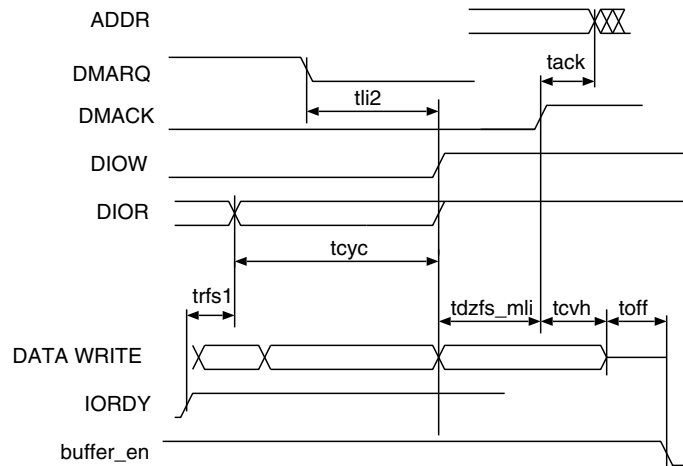 ADDR
tack
DMARQ
tli2
DMACK
DIOW
DIOR
tcyc
trfs1
tdzfs_mli
tcvh
toff
DATA WRITE
IORDY
buffer_en